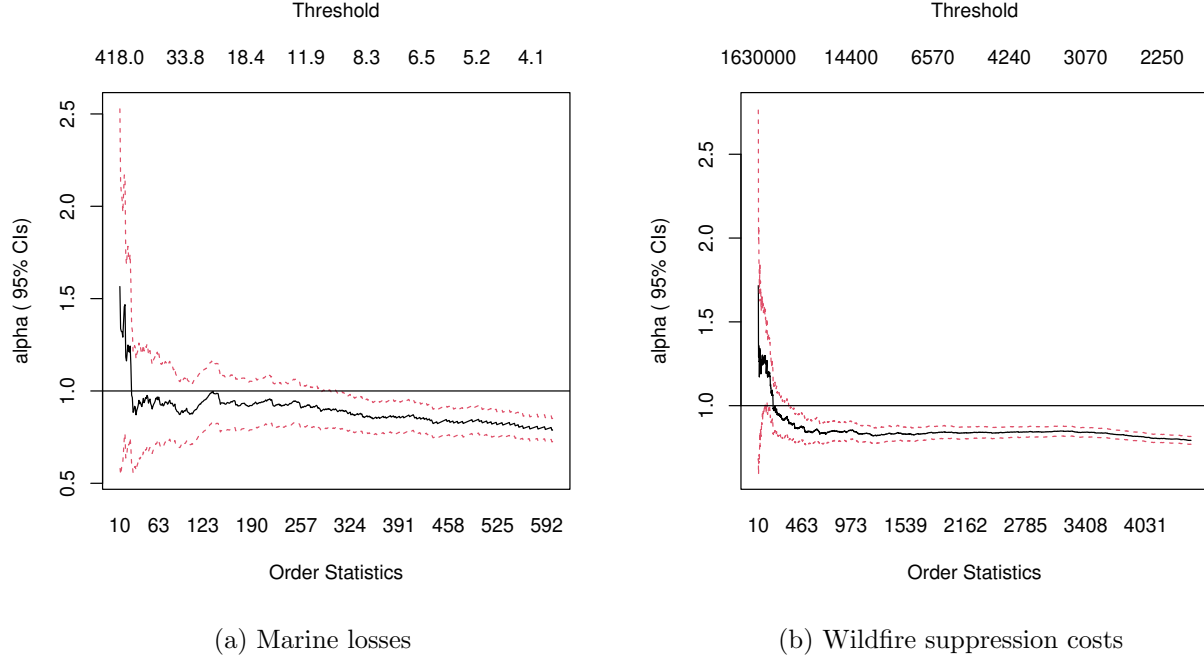 Threshold
418.0 33.8 18.4 11.9 8.3 6.5 5.2 4.1
alpha ( 95% CIs)
2.5
2.0
1.5
1.0
0.5
10 63 123 190 257 324 391 458 525 592
Order Statistics
(a) Marine losses
Threshold
1630000 14400 6570 4240 3070 2250
alpha ( 95% CIs)
2.5
2.0
1.5
1.0
10 463 973 1539 2162 2785 3408 4031
Order Statistics
(b) Wildfire suppression costs